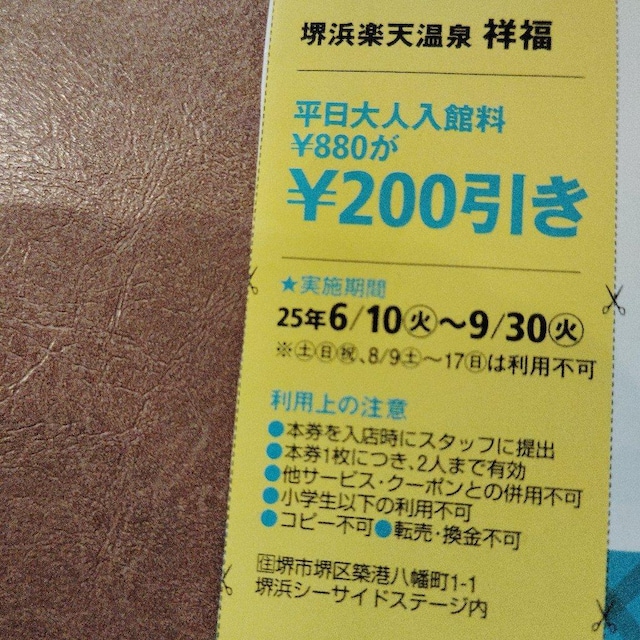 堺浜楽天温泉 祥福
平日大人入館料
¥880が
¥200引き
★実施期間
25年6/10㊋～9/30㊋
※㊏㊐㊗、8/9㊏～17㊐は利用不可
利用上の注意
●本券を入店時にスタッフに提出
●本券1枚につき、2人まで有効
●他サービス・クーポンとの併用不可
●小学生以下の利用不可
●コピー不可●転売・換金不可
住堺市堺区築港八幡町1-1
堺浜シーサイドステージ内